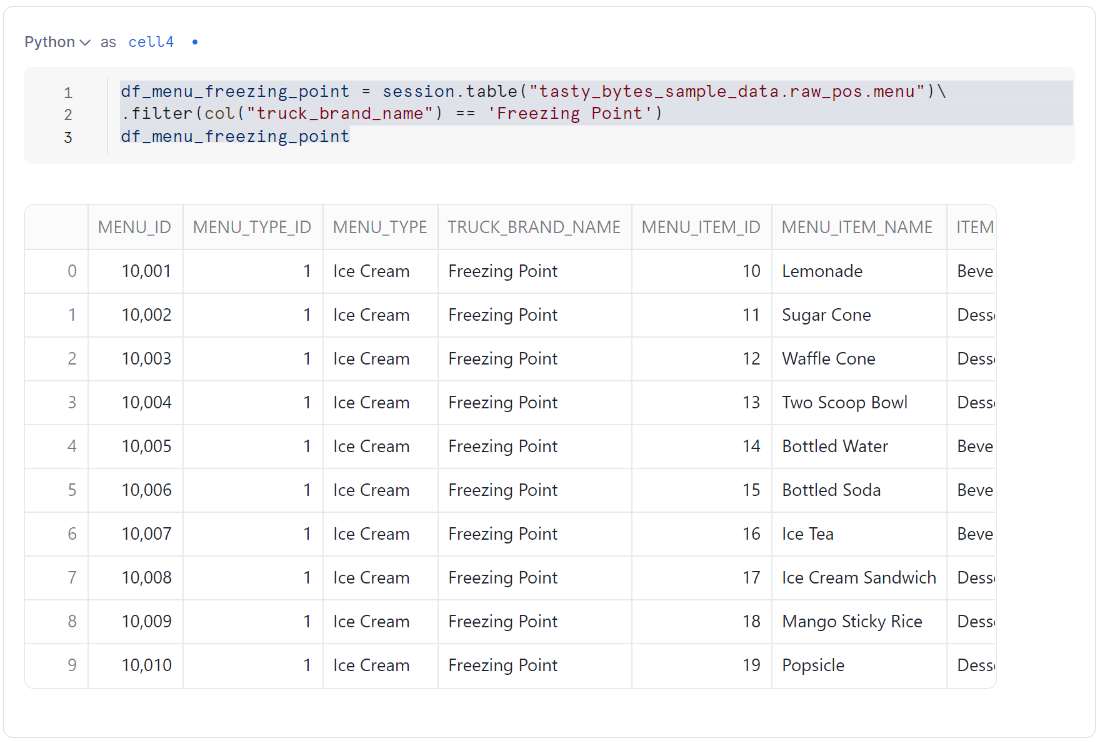 Python as cell4
1 df_menu_freezing_point = session.table("tasty_bytes_sample_data.raw_pos.menu")\
2 .filter(col("truck_brand_name") == 'Freezing Point')
3 df_menu_freezing_point
MENU_ID MENU_TYPE_ID MENU_TYPE TRUCK_BRAND_NAME MENU_ITEM_ID MENU_ITEM_NAME ITEM
0 10,001 1 Ice Cream Freezing Point 10 Lemonade Beve
1 10,002 1 Ice Cream Freezing Point 11 Sugar Cone Dess
2 10,003 1 Ice Cream Freezing Point 12 Waffle Cone Dess
3 10,004 1 Ice Cream Freezing Point 13 Two Scoop Bowl Dess
4 10,005 1 Ice Cream Freezing Point 14 Bottled Water Beve
5 10,006 1 Ice Cream Freezing Point 15 Bottled Soda Beve
6 10,007 1 Ice Cream Freezing Point 16 Ice Tea Beve
7 10,008 1 Ice Cream Freezing Point 17 Ice Cream Sandwich Dess
8 10,009 1 Ice Cream Freezing Point 18 Mango Sticky Rice Dess
9 10,010 1 Ice Cream Freezing Point 19 Popsicle Dess